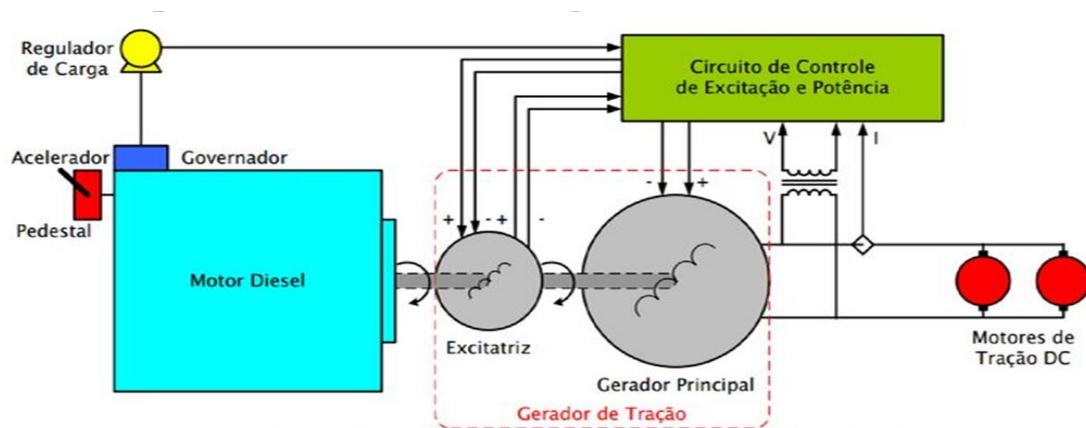 Regulador
de Carga
Circuito de Controle
de Excitação e Potência
Acelerador
Governador
V
I
- +
Pedestal
+ - + -
Motor Diesel
Excitatriz
Gerador Principal
Motores de
Tração DC
Gerador de Tração